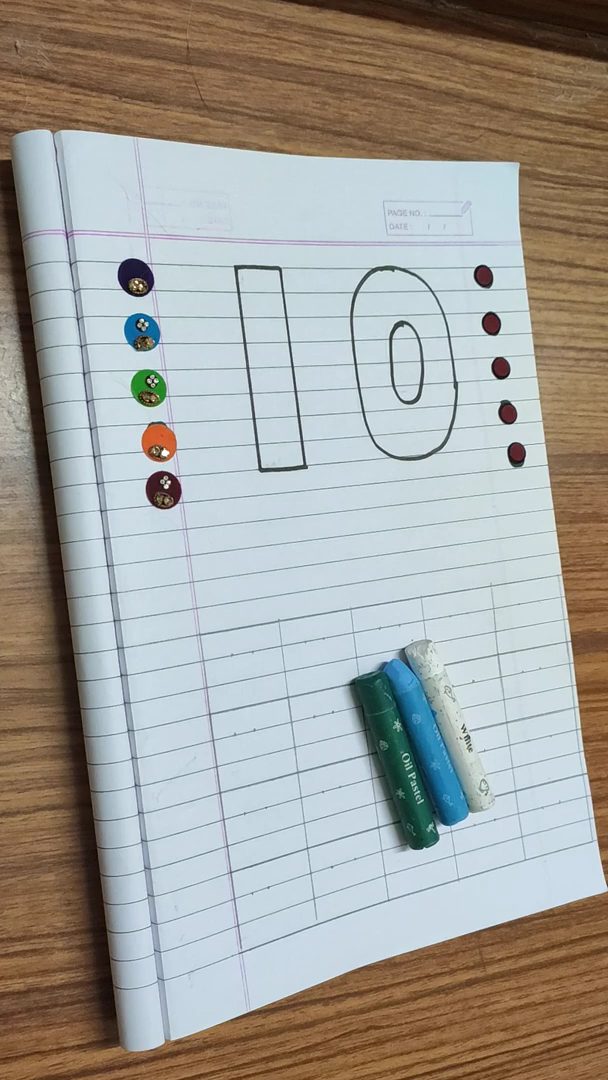 PAGE NO. :
DATE : / /
10
Oil Pastel
White